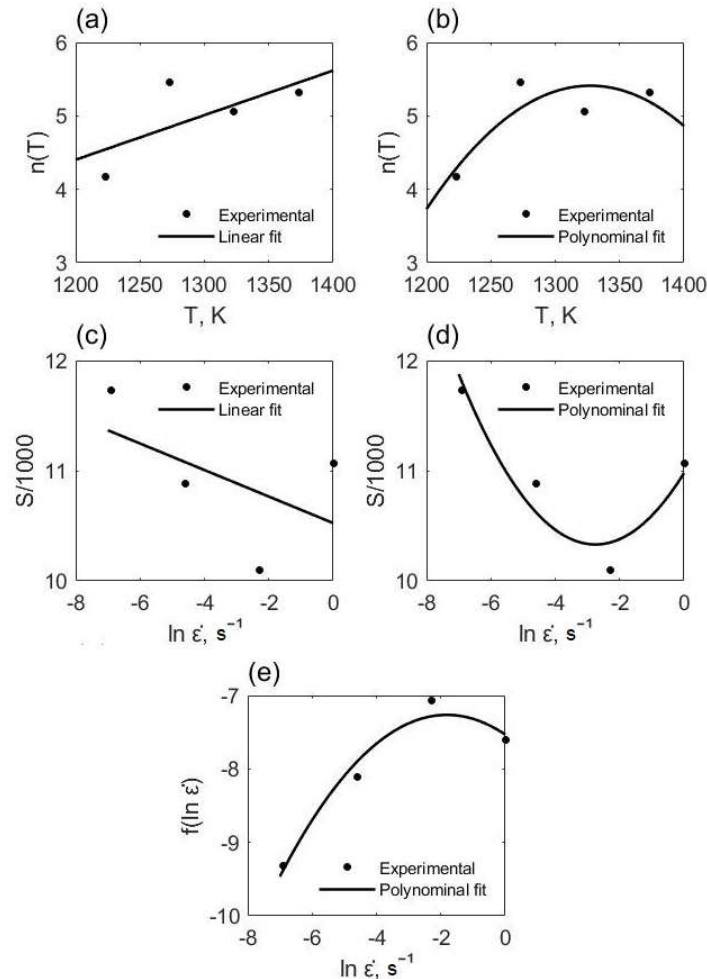 (a)
6
5
4
3
n(T)
Experimental
Linear fit
1200 1250 1300 1350 1400
T, K
(b)
6
5
4
3
n(T)
Experimental
Polynominal fit
1200 1250 1300 1350 1400
T, K
(c)
12
11
10
S/1000
Experimental
Linear fit
-8 -6 -4 -2 0
ln ε̇, s⁻¹
(d)
12
11
10
S/1000
Experimental
Polynominal fit
-8 -6 -4 -2 0
ln ε̇, s⁻¹
(e)
-7
-8
-9
-10
f(ln ε̇)
Experimental
Polynominal fit
-8 -6 -4 -2 0
ln ε̇, s⁻¹